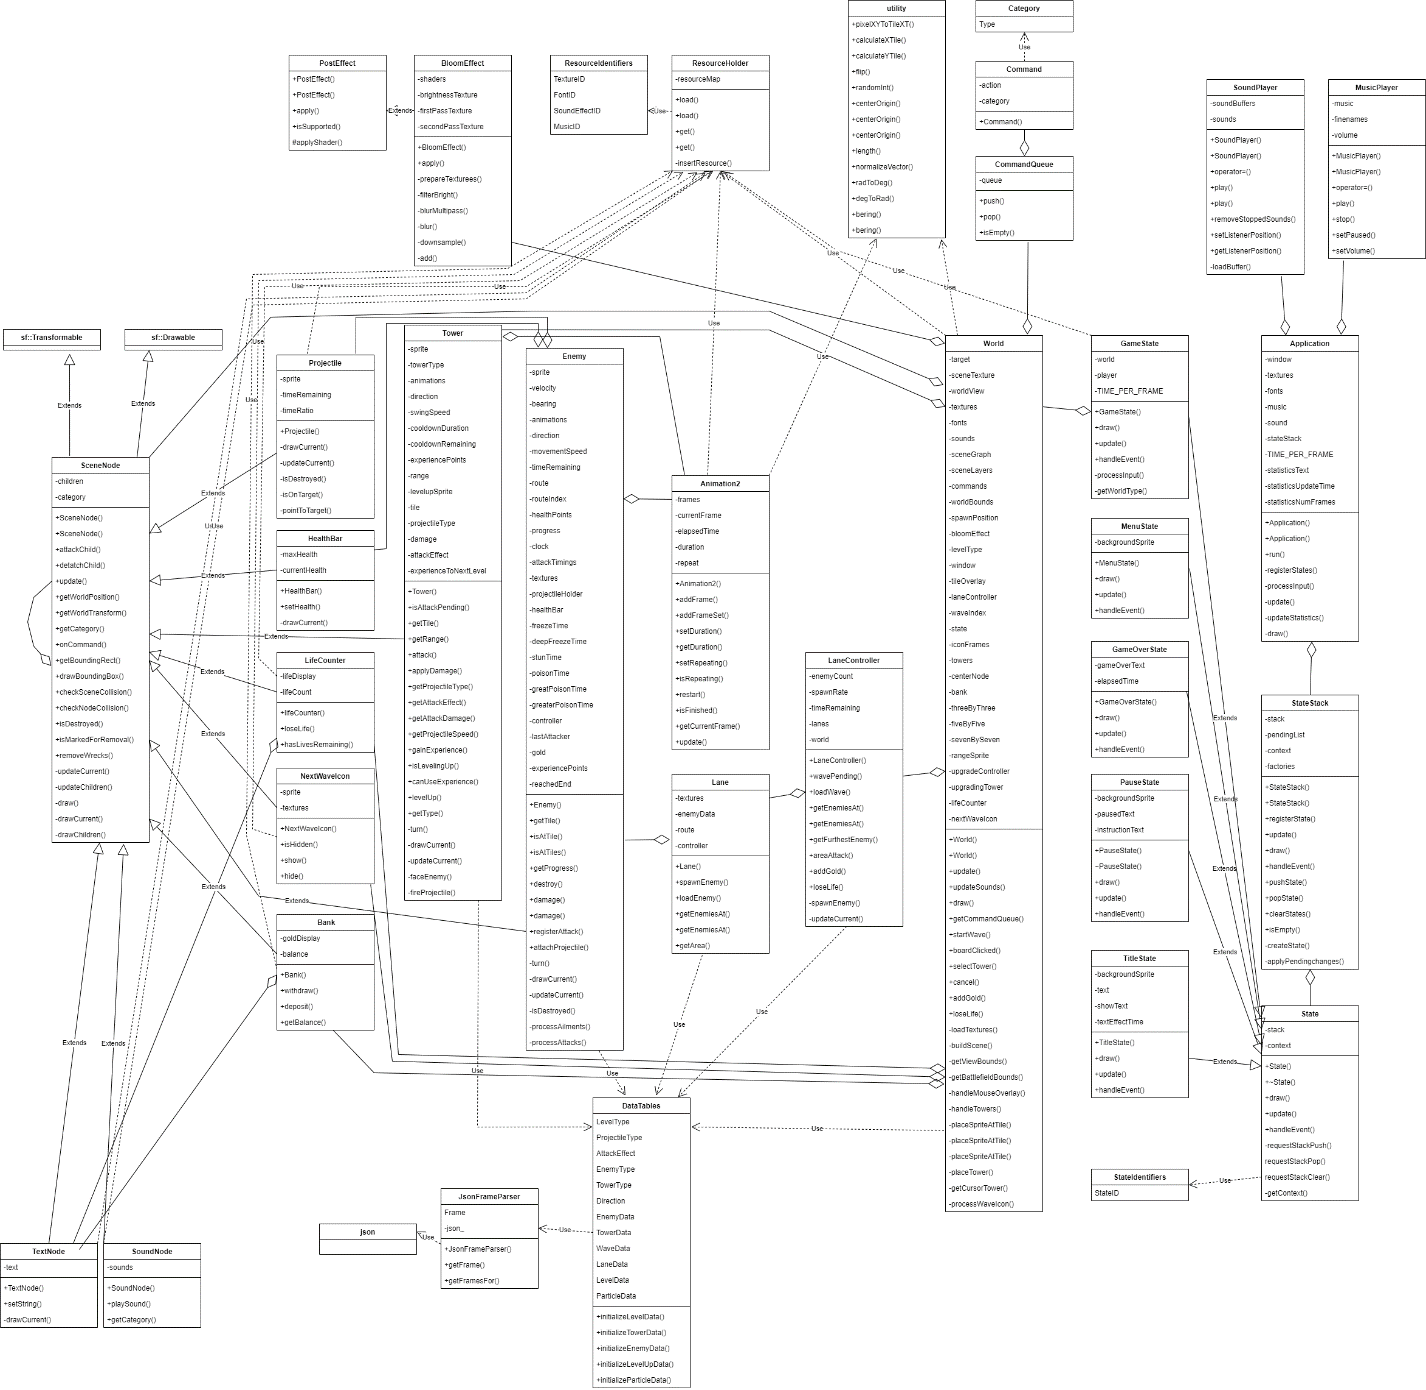 utility
+pixelXYToTileXT()
+calculateXTile()
+calculateYTile()
+flip()
+randomInt()
+centerOrigin()
+centerOrigin()
+centerOrigin()
+length()
+normalizeVector()
+radToDeg()
+degToRad()
+bering()
+bering()
Category
Type
Use
Command
-action
-category
+Command()
CommandQueue
-queue
+push()
+pop()
+isEmpty()
PostEffect
+PostEffect()
+PostEffect()
+apply()
+isSupported()
#applyShader()
Extends
BloomEffect
-shaders
-brightnessTexture
-firstPassTexture
-secondPassTexture
+BloomEffect()
+apply()
-prepareTexturees()
-filterBright()
-blurMultipass()
-blur()
-downsample()
-add()
ResourceIdentifiers
TextureID
FontID
SoundEffectID
MusicID
Use
ResourceHolder
-resourceMap
+load()
+load()
+get()
+get()
-insertResource()
SoundPlayer
-soundBuffers
-sounds
+SoundPlayer()
+SoundPlayer()
+operator=()
+play()
+play()
+removeStoppedSounds()
+setListenerPosition()
+getListenerPosition()
-loadBuffer()
MusicPlayer
-music
-finenames
-volume
+MusicPlayer()
+MusicPlayer()
+operator=()
+play()
+stop()
+setPaused()
+setVolume()
Use
Use
Use
Use
Use
Use
Use
Use
Use
sf::Transformable
sf::Drawable
Extends
Extends
SceneNode
-children
-category
+SceneNode()
+SceneNode()
+attachChild()
+detatchChild()
+update()
+getWorldPosition()
+getWorldTransform()
+getCategory()
+onCommand()
+getBoundingRect()
+drawBoundingBox()
+checkSceneCollision()
+checkNodeCollision()
+isDestroyed()
+isMarkedForRemoval()
+removeWrecks()
-updateCurrent()
-updateChildren()
-draw()
-drawCurrent()
-drawChildren()
Extends
Extends
Extends
Extends
Extends
Extends
Extends
Extends
Extends
Projectile
-sprite
-timeRemaining
-timeRatio
+Projectile()
-drawCurrent()
-updateCurrent()
-isDestroyed()
-isOnTarget()
-pointToTarget()
HealthBar
-maxHealth
-currentHealth
+HealthBar()
+setHealth()
-drawCurrent()
LifeCounter
-lifeDisplay
-lifeCount
+lifeCounter()
+loseLife()
+hasLivesRemaining()
NextWaveIcon
-sprite
-textures
+NextWaveIcon()
-isHidden()
+show()
+hide()
Bank
-goldDisplay
-balance
+Bank()
+withdraw()
+deposit()
+getBalance()
Tower
-sprite
-towerType
-animations
-direction
-swingSpeed
-cooldownDuration
-cooldownRemaining
-experiencePoints
-range
-levelupSprite
-tile
-projectileType
-damage
-attackEffect
-experienceToNextLevel
+Tower()
+isAttackPending()
+getTile()
+getRange()
+attack()
+applyDamage()
+getProjectileType()
+getAttackEffect()
+getAttackDamage()
+getProjectileSpeed()
+gainExperience()
+isLevelingUp()
+canUseExperience()
+levelUp()
+getType()
-turn()
-drawCurrent()
-updateCurrent()
-faceEnemy()
-fireProjectile()
Enemy
-sprite
-velocity
-bearing
-animations
-direction
-movementSpeed
-timeRemaining
-route
-routeIndex
-healthPoints
-progress
-clock
-attackTimings
-textures
-projectileHolder
-healthBar
-freezeTime
-deepFreezeTime
-stunTime
-poisonTime
-greatPoisonTime
-greaterPoisonTime
-controller
-lastAttacker
-gold
-experiencePoints
-reachedEnd
+Enemy()
+getTile()
+isAtTile()
+isAtTiles()
+getProgress()
+destroy()
+damage()
+damage()
+registerAttack()
+attachProjectile()
-turn()
-drawCurrent()
-updateCurrent()
-isDestroyed()
-processAilments()
-processAttacks()
Animation2
-frames
-currentFrame
-elapsedTime
-duration
-repeat
+Animation2()
+addFrame()
+addFrameSet()
+setDuration()
+getDuration()
+setRepeating()
+isRepeating()
+restart()
+isFinished()
+getCurrentFrame()
+update()
Lane
-textures
-enemyData
-route
-controller
+Lane()
+spawnEnemy()
+loadEnemy()
+getEnemiesAt()
+getEnemiesAt()
+getArea()
LaneController
-enemyCount
-spawnRate
-timeRemaining
-lanes
-world
+LaneController()
+wavePending()
+loadWave()
+getEnemiesAt()
+getEnemiesAt()
+getFurthestEnemy()
+areaAttack()
+addGold()
+loseLife()
-spawnEnemy()
-updateCurrent()
World
-target
-sceneTexture
-worldView
-textures
-fonts
-sounds
-sceneGraph
-sceneLayers
-commands
-worldBounds
-spawnPosition
-bloomEffect
-levelType
-window
-tileOverlay
-laneController
-waveIndex
-state
-iconFrames
-towers
-centerNode
-bank
-threeByThree
-fiveByFive
-sevenBySeven
-rangeSprite
-upgradeController
-upgradingTower
-lifeCounter
-nextWaveIcon
+World()
+World()
+update()
+updateSounds()
+draw()
+getCommandQueue()
+startWave()
+boardClicked()
+selectTower()
+cancel()
+addGold()
+loseLife()
-loadTextures()
-buildScene()
-getViewBounds()
-getBattlefieldBounds()
-handleMouseOverlay()
-handleTowers()
-placeSpriteAtTile()
-placeSpriteAtTile()
-placeSpriteAtTile()
-placeTower()
-getCursorTower()
-processWaveIcon()
GameState
-world
-player
-TIME_PER_FRAME
+GameState()
+draw()
+update()
+handleEvent()
-processInput()
-getWorldType()
MenuState
-backgroundSprite
+MenuState()
+draw()
+update()
+handleEvent()
GameOverState
-gameOverText
-elapsedTime
+GameOverState()
+draw()
+update()
+handleEvent()
PauseState
-backgroundSprite
-pausedText
-instructionText
+PauseState()
~PauseState()
+draw()
+update()
+handleEvent()
TitleState
-backgroundSprite
-text
-showText
-textEffectTime
+TitleState()
+draw()
+update()
+handleEvent()
Extends
Extends
Extends
Extends
Extends
Application
-window
-textures
-fonts
-music
-sound
-stateStack
-TIME_PER_FRAME
-statisticsText
-statisticsUpdateTime
-statisticsNumFrames
+Application()
+Application()
+run()
-registerStates()
-processInput()
-update()
-updateStatistics()
-draw()
StateStack
-stack
-pendingList
-context
-factories
+StateStack()
+StateStack()
+registerState()
+update()
+draw()
+handleEvent()
+pushState()
+popState()
+clearStates()
+isEmpty()
-createState()
-applyPendingchanges()
State
-stack
-context
+State()
+~State()
+draw()
+update()
+handleEvent()
-requestStackPush()
requestStackPop()
requestStackClear()
-getContext()
StateIdentifiers
StateID
Use
Use
Use
Use
Use
Use
DataTables
LevelType
ProjectileType
AttackEffect
EnemyType
TowerType
Direction
EnemyData
TowerData
WaveData
LaneData
LevelData
ParticleData
+initializeLevelData()
+initializeTowerData()
+initializeEnemyData()
+initializeLevelUpData()
+initializeParticleData()
JsonFrameParser
Frame
-json_
+JsonFrameParser()
+getFrame()
+getFramesFor()
Use
json
Use
TextNode
-text
+TextNode()
+setString()
-drawCurrent()
SoundNode
-sounds
+SoundNode()
+playSound()
+getCategory()